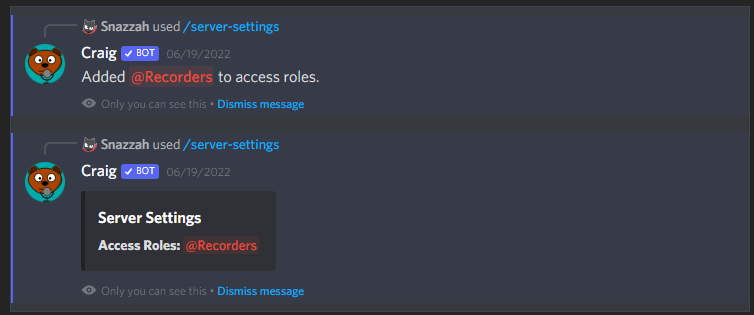 Snazzah used /server-settings
Craig ✓ BOT 06/19/2022
Added @Recorders to access roles.
Only you can see this • Dismiss message
Snazzah used /server-settings
Craig ✓ BOT 06/19/2022
Server Settings
Access Roles: @Recorders
Only you can see this • Dismiss message